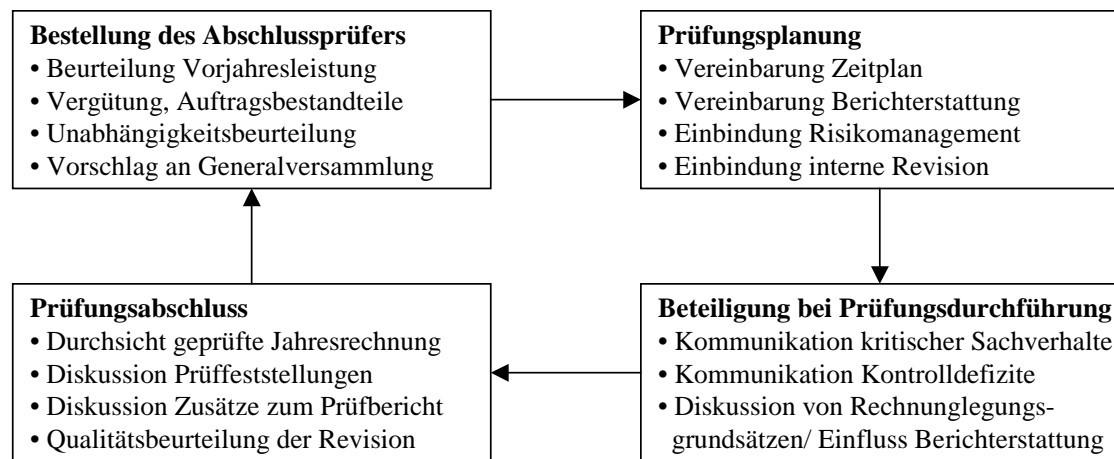 Bestellung des Abschlussprüfers
• Beurteilung Vorjahresleistung
• Vergütung, Auftragsbestandteile
• Unabhängigkeitsbeurteilung
• Vorschlag an Generalversammlung
Prüfungsplanung
• Vereinbarung Zeitplan
• Vereinbarung Berichterstattung
• Einbindung Risikomanagement
• Einbindung interne Revision
Beteiligung bei Prüfungsdurchführung
• Kommunikation kritischer Sachverhalte
• Kommunikation Kontrolldefizite
• Diskussion von Rechnunglegungs-
grundsätzen/ Einfluss Berichterstattung
Prüfungsabschluss
• Durchsicht geprüfte Jahresrechnung
• Diskussion Prüffeststellungen
• Diskussion Zusätze zum Prüfbericht
• Qualitätsbeurteilung der Revision